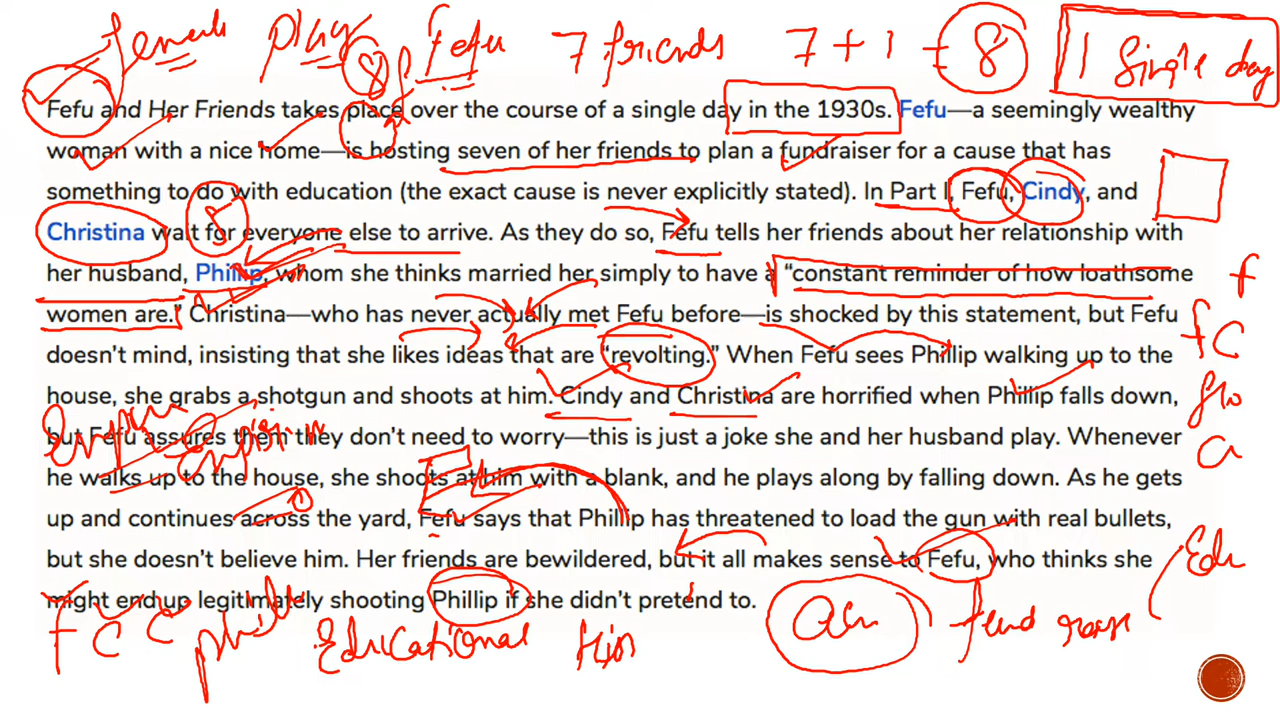 female play Fefu 7 friends 7 + 1 = 8 1 Single day
8
Fefu and Her Friends takes place over the course of a single day in the 1930s. Fefu—a seemingly wealthy
woman with a nice home—is hosting seven of her friends to plan a fundraiser for a cause that has
something to do with education (the exact cause is never explicitly stated). In Part I, Fefu, Cindy, and
Christina wait for everyone else to arrive. As they do so, Fefu tells her friends about her relationship with
her husband, Phillip, whom she thinks married her simply to have a “constant reminder of how loathsome
women are.” Christina—who has never actually met Fefu before—is shocked by this statement, but Fefu
doesn’t mind, insisting that she likes ideas that are “revolting.” When Fefu sees Phillip walking up to the
house, she grabs a shotgun and shoots at him. Cindy and Christina are horrified when Phillip falls down,
but Fefu assures them they don’t need to worry—this is just a joke she and her husband play. Whenever
he walks up to the house, she shoots at him with a blank, and he plays along by falling down. As he gets
up and continues across the yard, Fefu says that Phillip has threatened to load the gun with real bullets,
but she doesn’t believe him. Her friends are bewildered, but it all makes sense to Fefu, who thinks she
might end up legitimately shooting Phillip if she didn’t pretend to.
5
f
f C
f C C
Educational
Edu